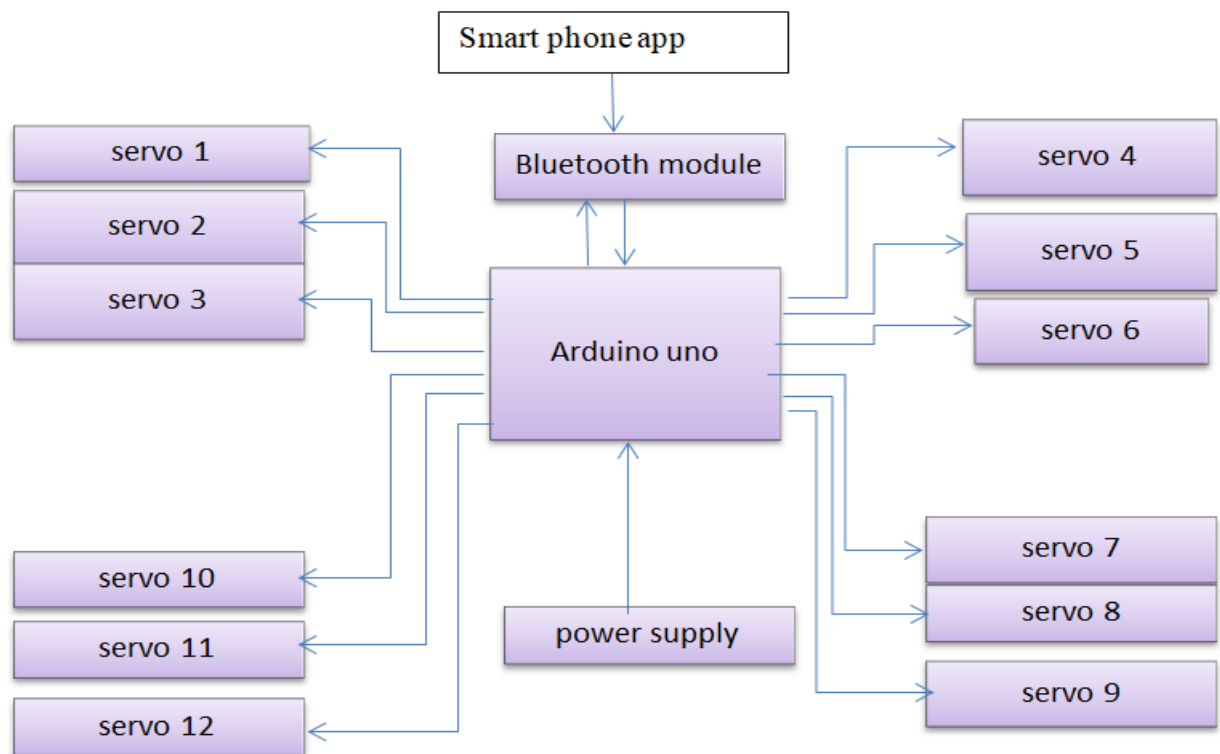 Smart phone app
Bluetooth module
servo 1
servo 2
servo 3
servo 4
servo 5
servo 6
Arduino uno
servo 10
servo 11
servo 12
power supply
servo 7
servo 8
servo 9